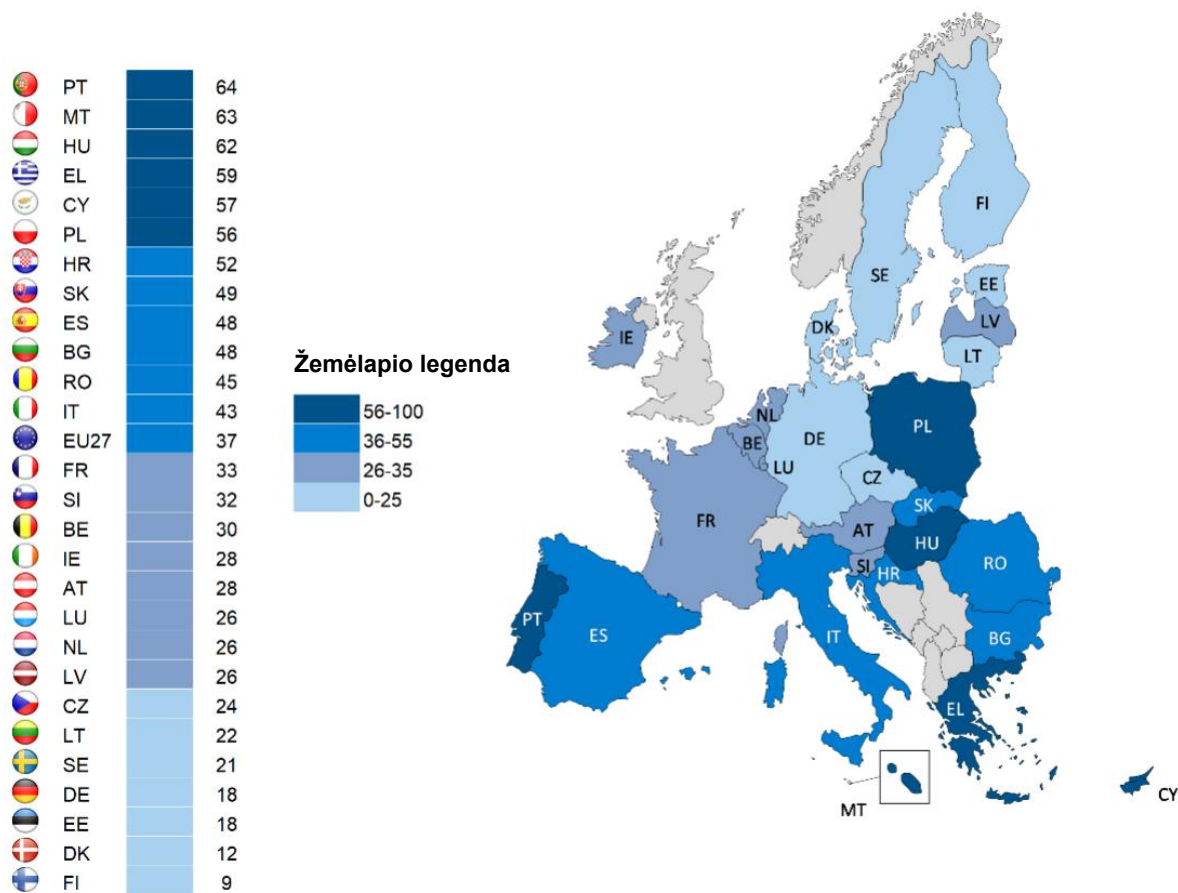 PT 64
MT 63
HU 62
EL 59
CY 57
PL 56
HR 52
SK 49
ES 48
BG 48
RO 45
IT 43
EU27 37
FR 33
SI 32
BE 30
IE 28
AT 28
LU 26
NL 26
LV 26
CZ 24
LT 22
SE 21
DE 18
EE 18
DK 12
FI 9
Žemėlapio legenda
56-100
36-55
26-35
0-25
FI
SE
EE
LV
LT
DK
IE
NL
BE
LU
DE
PL
CZ
SK
FR
AT
HU
SI
HR
RO
PT
ES
IT
BG
EL
MT
CY